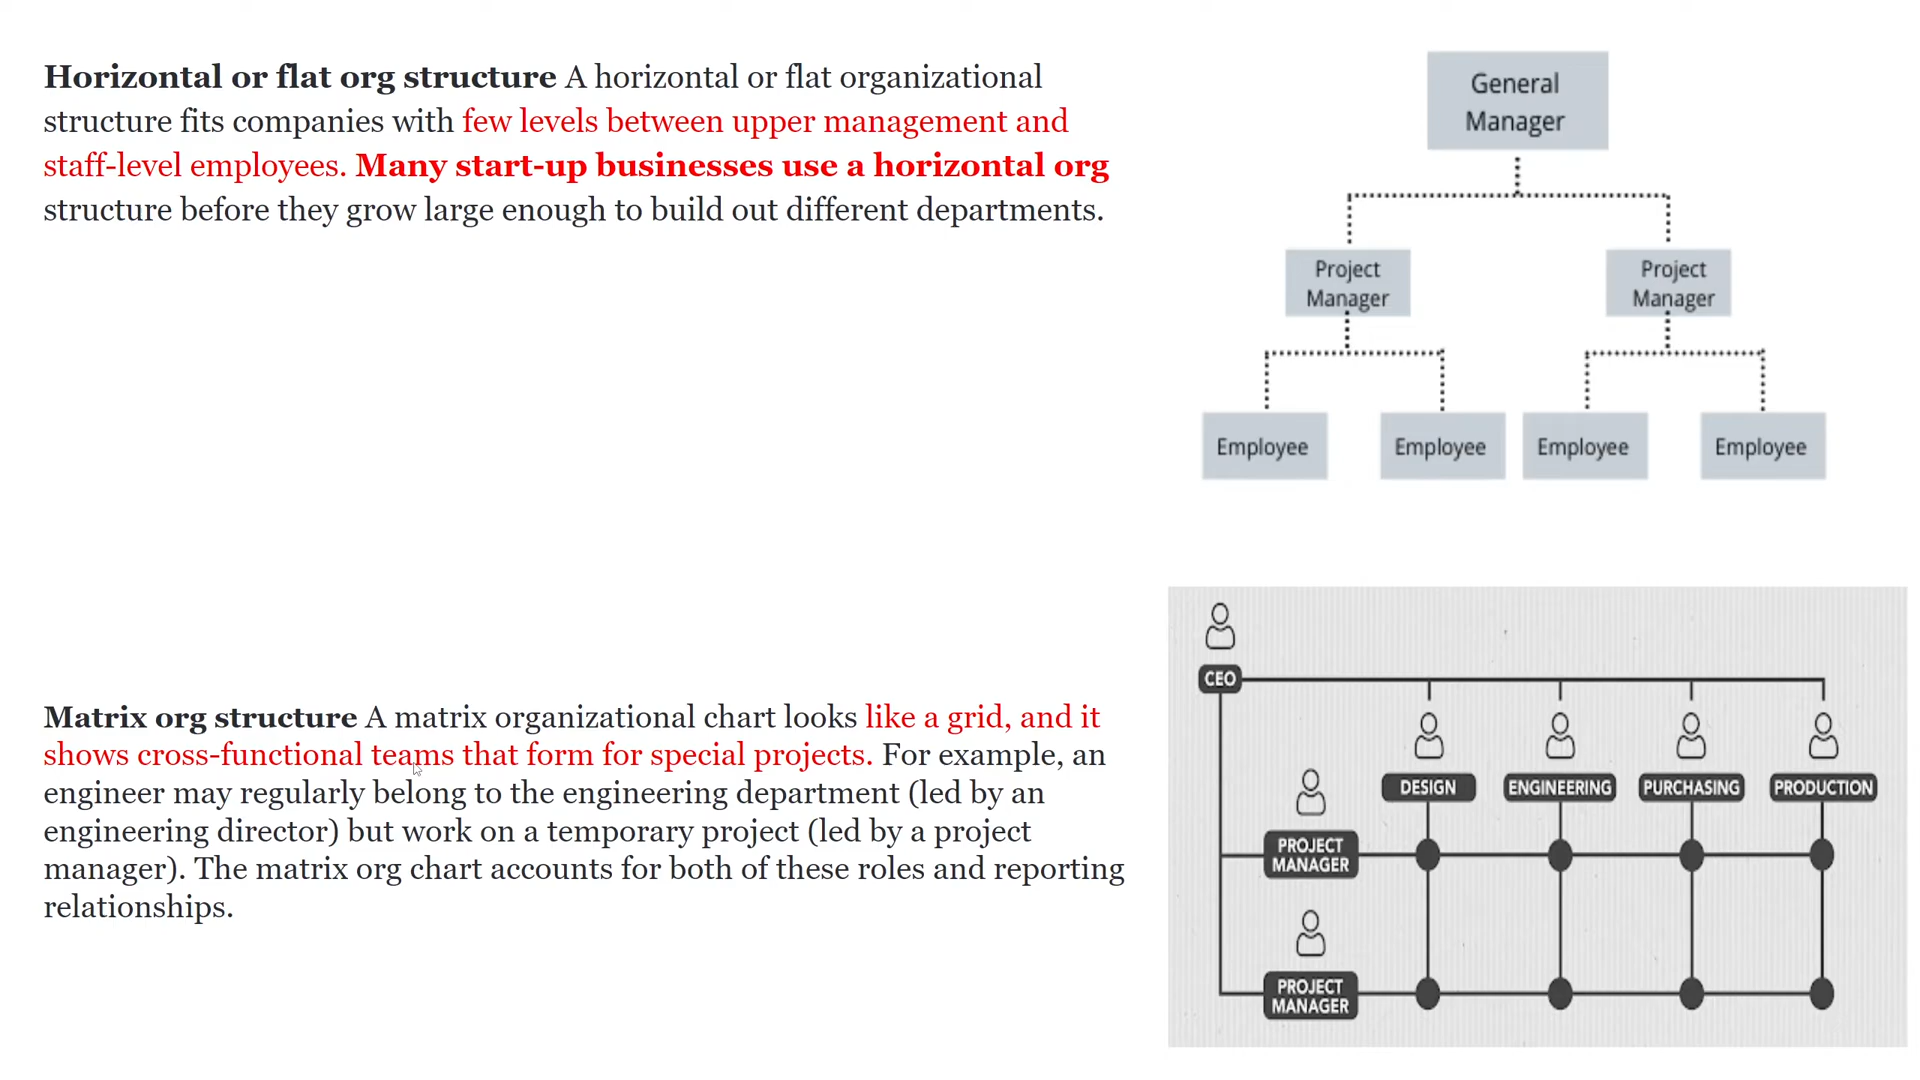 Horizontal or flat org structure A horizontal or flat organizational
structure fits companies with few levels between upper management and
staff-level employees. Many start-up businesses use a horizontal org
structure before they grow large enough to build out different departments.
General
Manager
Project
Manager
Project
Manager
Employee
Employee
Employee
Employee
Matrix org structure A matrix organizational chart looks like a grid, and it
shows cross-functional teams that form for special projects. For example, an
engineer may regularly belong to the engineering department (led by an
engineering director) but work on a temporary project (led by a project
manager). The matrix org chart accounts for both of these roles and reporting
relationships.
CEO
DESIGN
ENGINEERING
PURCHASING
PRODUCTION
PROJECT
MANAGER
PROJECT
MANAGER